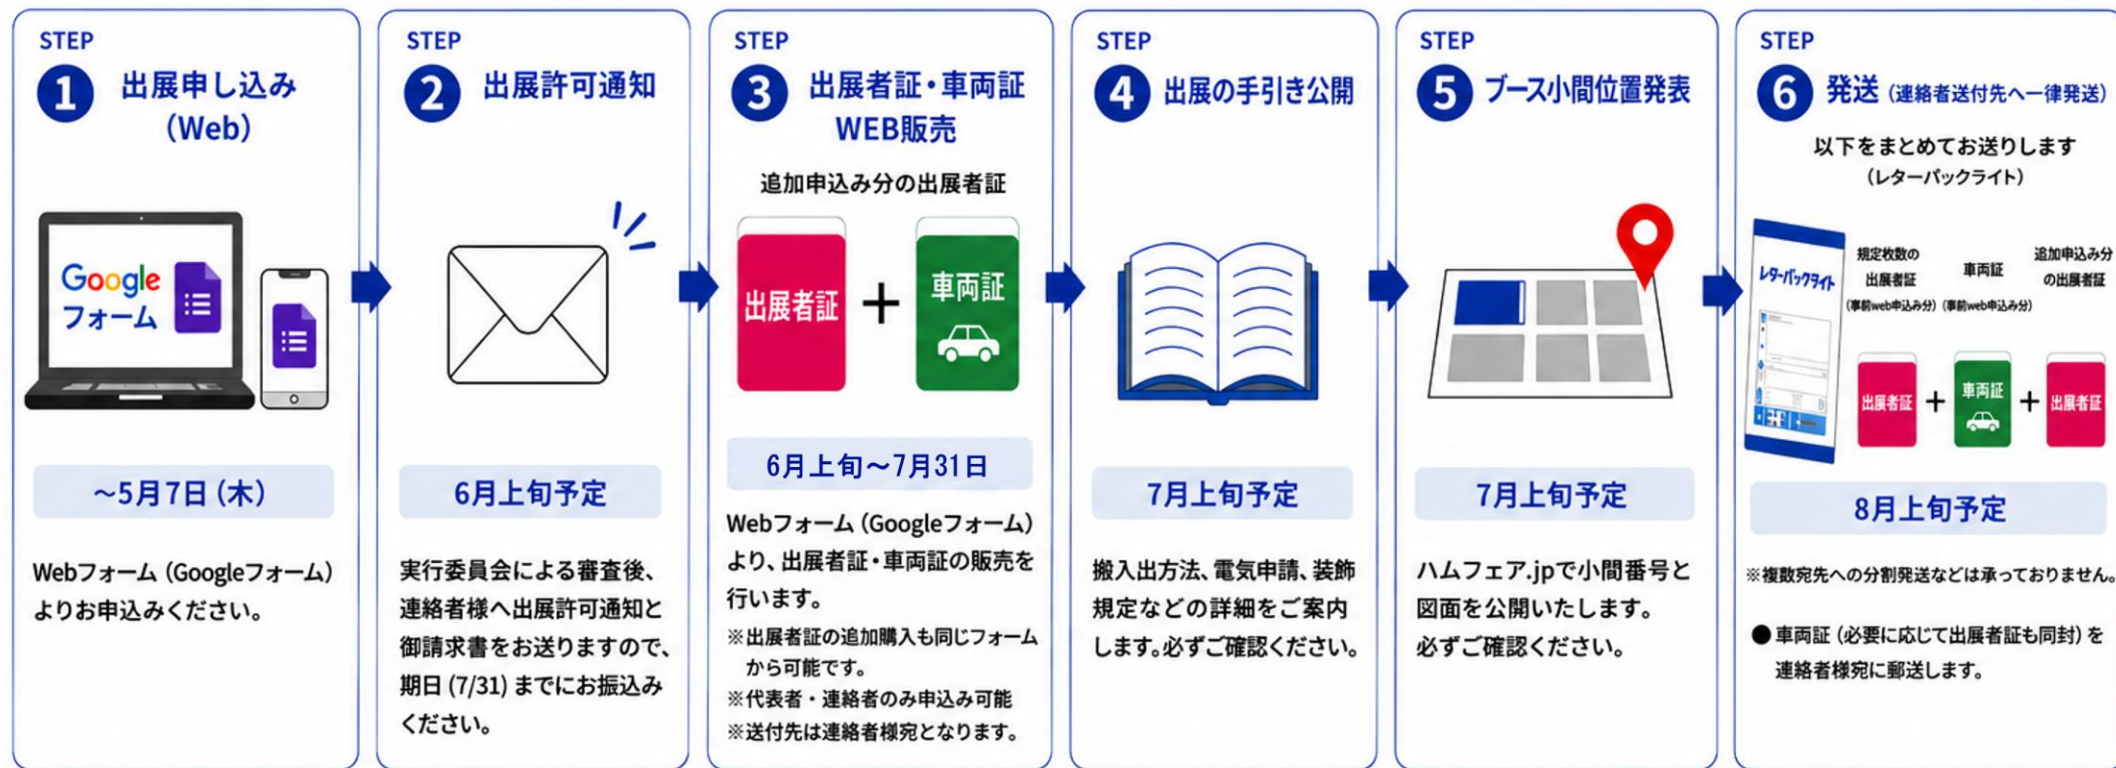 STEP
1 出展申し込み
（Web）
Google
フォーム
～5月7日（木）
Webフォーム（Googleフォーム）
よりお申込みください。
STEP
2 出展許可通知
6月上旬予定
実行委員会による審査後、
連絡者様へ出展許可通知と
御請求書をお送りますので、
期日(7/31)までにお振込み
ください。
STEP
3 出展者証・車両証
WEB販売
追加申込み分の出展者証
出展者証
+
車両証
6月上旬～7月31日
Webフォーム（Googleフォーム）
より、出展者証・車両証の販売を
行います。
※出展者証の追加購入も同じフォーム
から可能です。
※代表者・連絡者のみ申込み可能
※送付先は連絡者様宛となります。
STEP
4 出展の手引き公開
7月上旬予定
搬入出方法、電気申請、装飾
規定などの詳細をご案内
します。必ずご確認ください。
STEP
5 ブース小間位置発表
7月上旬予定
ハムフェア.jpで小間番号と
図面を公開いたします。
必ずご確認ください。
STEP
6 発送（連絡者送付先へ一律発送）
以下をまとめてお送りします
（レターパックライト）
レターパックライト
規定枚数の
出展者証
（事前web申込み分）
車両証
（事前web申込み分）
追加申込み分
の出展者証
出展者証
+
車両証
+
出展者証
8月上旬予定
※複数宛先への分割発送などは承っておりません。
●車両証（必要に応じて出展者証も同封）を
連絡者様宛に郵送します。